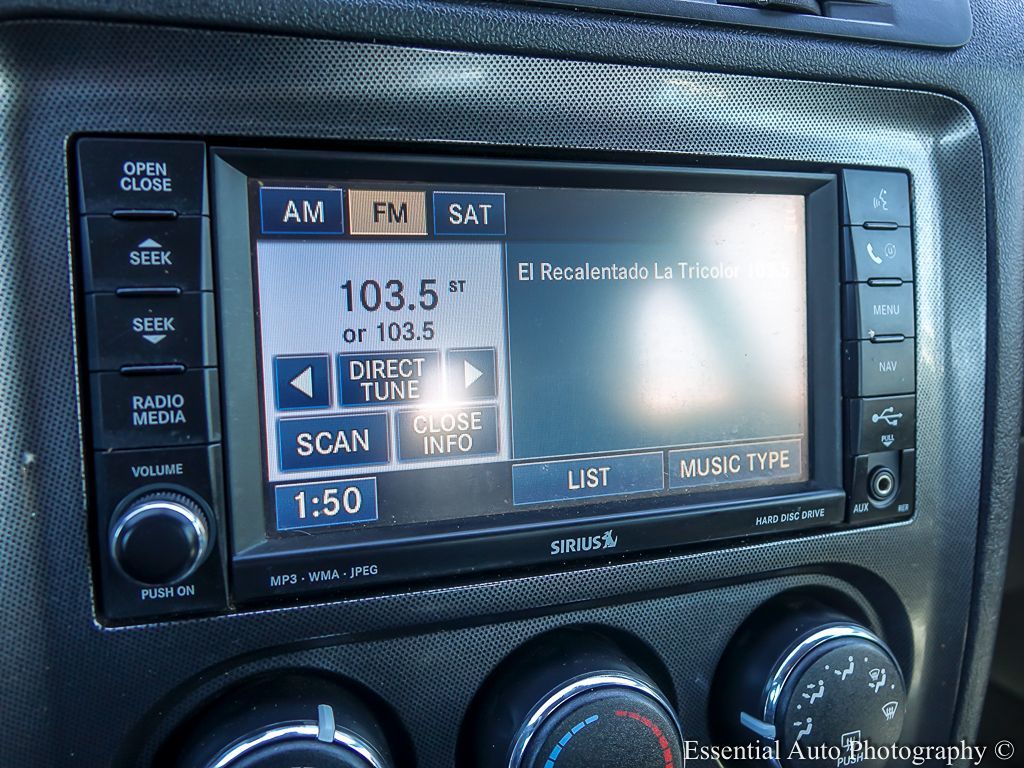 OPEN
CLOSE
SEEK
SEEK
RADIO
MEDIA
VOLUME
PUSH ON
AM FM SAT
103.5 ST
or 103.5
DIRECT
TUNE
SCAN
CLOSE
INFO
1:50
El Recalentado La Tricolor 103.5
LIST
MUSIC TYPE
MP3 · WMA · JPEG
SIRIUS
HARD DISC DRIVE
MENU
NAV
PULL
AUX
PUSH
Essential Auto Photography ©